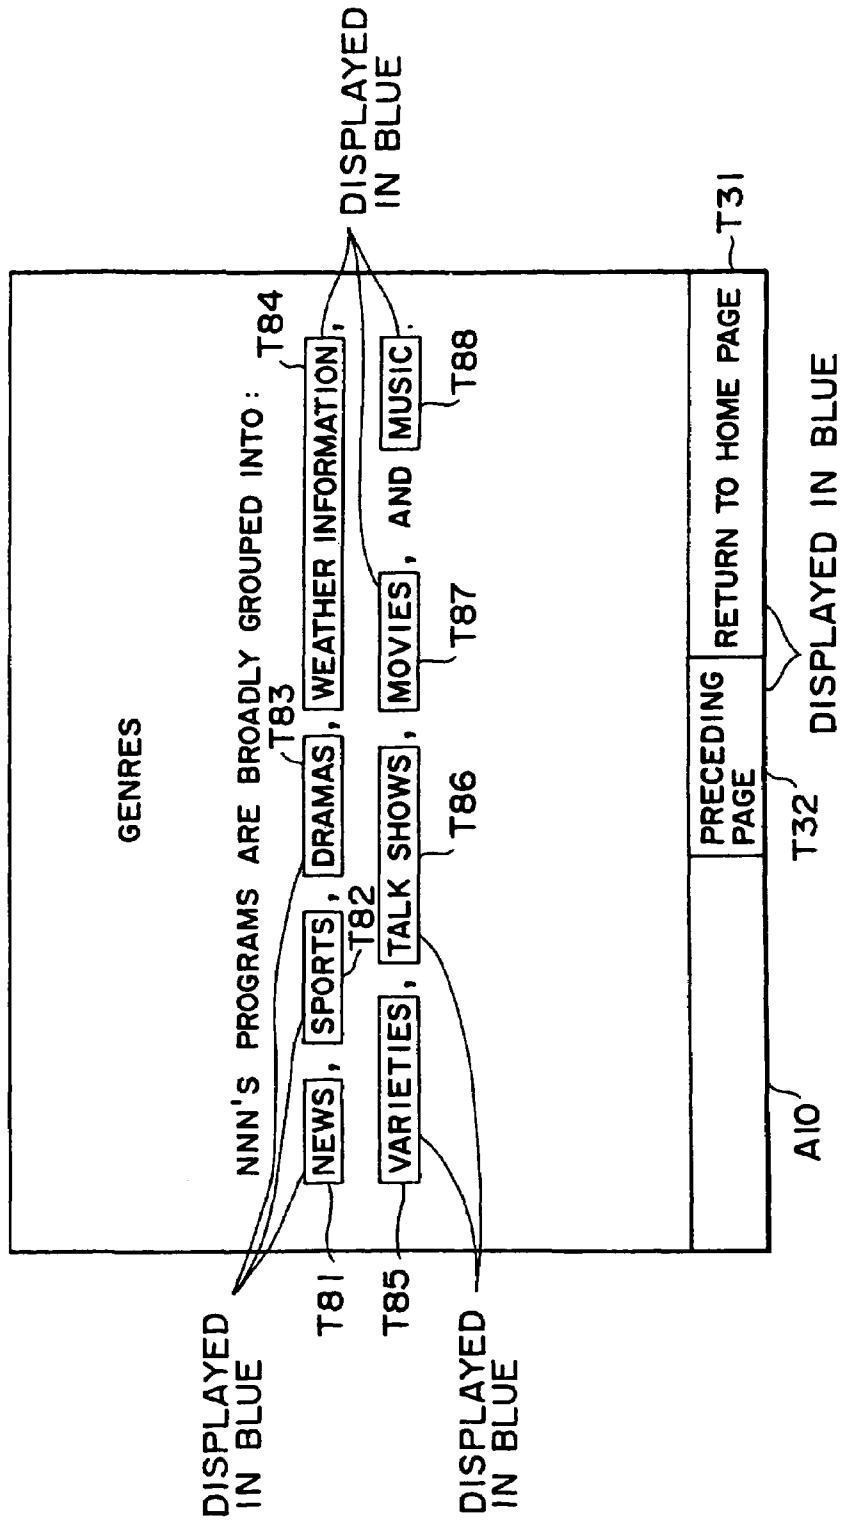 GENRES
NNN'S PROGRAMS ARE BROADLY GROUPED INTO:
T83
T84
NEWS, SPORTS, DRAMAS, WEATHER INFORMATION,
T81
T82
VARIETIES, TALK SHOWS, MOVIES, AND MUSIC.
T85
T86
T87
T88
DISPLAYED
IN BLUE
DISPLAYED
IN BLUE
DISPLAYED
IN BLUE
PRECEDING
PAGE
RETURN TO HOME PAGE
T31
A10
T32
DISPLAYED IN BLUE